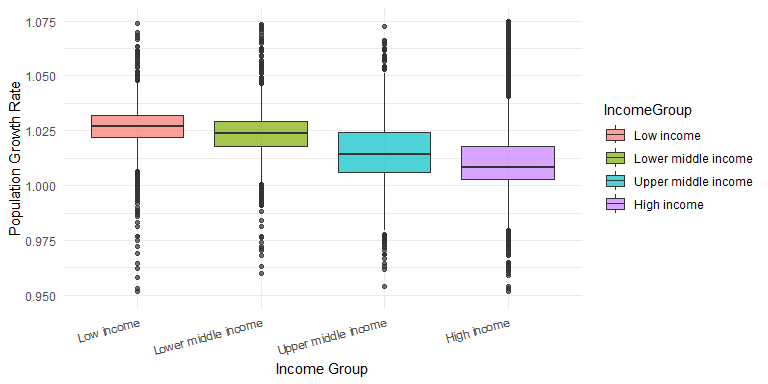 1.075
1.050
1.025
1.000
0.975
0.950
Population Growth Rate
Low income
Lower middle income
Upper middle income
High income
Income Group
IncomeGroup
Low income
Lower middle income
Upper middle income
High income